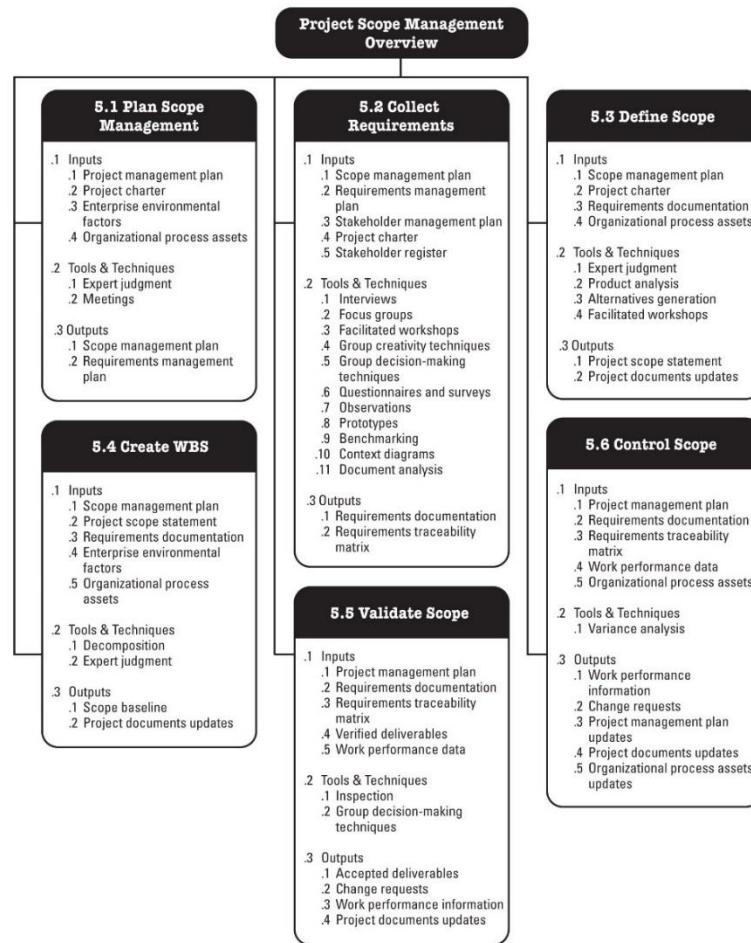 Project Scope Management
Overview
5.1 Plan Scope
Management
.1 Inputs
.1 Project management plan
.2 Project charter
.3 Enterprise environmental
factors
.4 Organizational process assets
.2 Tools & Techniques
.1 Expert judgment
.2 Meetings
.3 Outputs
.1 Scope management plan
.2 Requirements management
plan
5.2 Collect
Requirements
.1 Inputs
.1 Scope management plan
.2 Requirements management
plan
.3 Stakeholder management plan
.4 Project charter
.5 Stakeholder register
.2 Tools & Techniques
.1 Interviews
.2 Focus groups
.3 Facilitated workshops
.4 Group creativity techniques
.5 Group decision-making
techniques
.6 Questionnaires and surveys
.7 Observations
.8 Prototypes
.9 Benchmarking
.10 Context diagrams
.11 Document analysis
.3 Outputs
.1 Requirements documentation
.2 Requirements traceability
matrix
5.3 Define Scope
.1 Inputs
.1 Scope management plan
.2 Project charter
.3 Requirements documentation
.4 Organizational process assets
.2 Tools & Techniques
.1 Expert judgment
.2 Product analysis
.3 Alternatives generation
.4 Facilitated workshops
.3 Outputs
.1 Project scope statement
.2 Project documents updates
5.4 Create WBS
.1 Inputs
.1 Scope management plan
.2 Project scope statement
.3 Requirements documentation
.4 Enterprise environmental
factors
.5 Organizational process
assets
.2 Tools & Techniques
.1 Decomposition
.2 Expert judgment
.3 Outputs
.1 Scope baseline
.2 Project documents updates
5.5 Validate Scope
.1 Inputs
.1 Project management plan
.2 Requirements documentation
.3 Requirements traceability
matrix
.4 Verified deliverables
.5 Work performance data
.2 Tools & Techniques
.1 Inspection
.2 Group decision-making
techniques
.3 Outputs
.1 Accepted deliverables
.2 Change requests
.3 Work performance information
.4 Project documents updates
5.6 Control Scope
.1 Inputs
.1 Project management plan
.2 Requirements documentation
.3 Requirements traceability
matrix
.4 Work performance data
.5 Organizational process assets
.2 Tools & Techniques
.1 Variance analysis
.3 Outputs
.1 Work performance
information
.2 Change requests
.3 Project management plan
updates
.4 Project documents updates
.5 Organizational process assets
updates